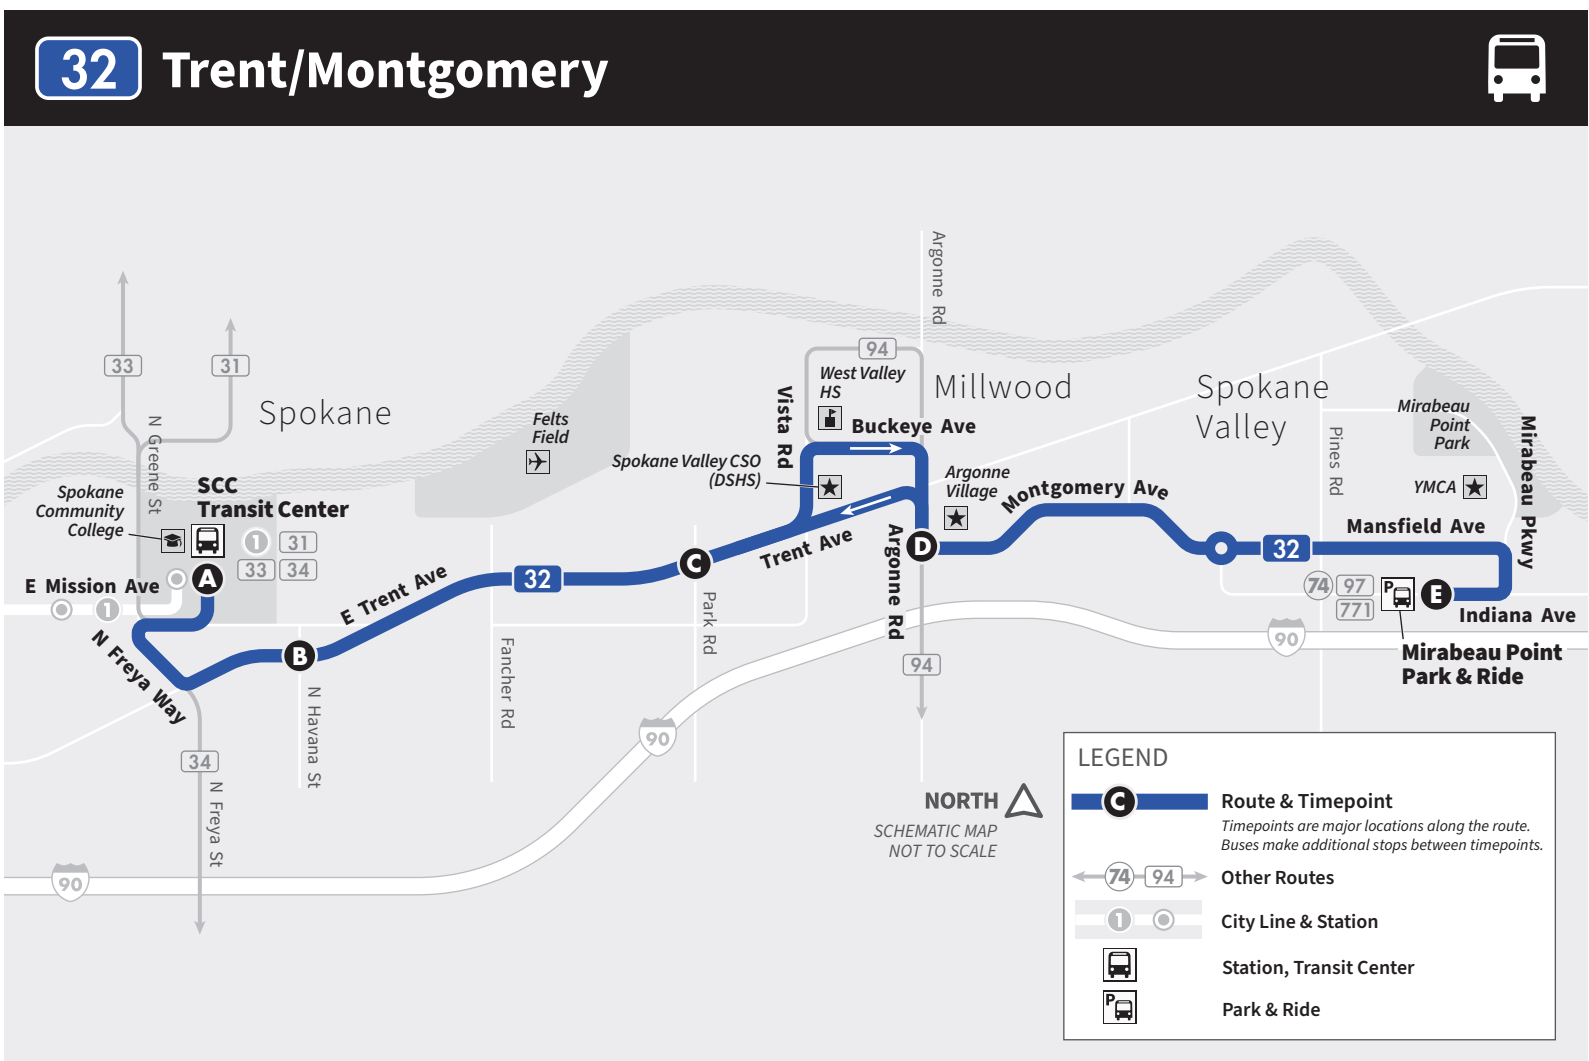 32 Trent/Montgomery
Argonne Rd
33
31
94
West Valley
HS
Millwood
Spokane
Valley
Spokane
Felts
Field
Vista Rd
Buckeye Ave
Mirabeau
Point
Park
Mirabeau Pkwy
N Greene St
Pines Rd
Spokane Valley CSO
(DSHS)
Argonne
Village
YMCA
SCC
Transit Center
Spokane
Community
College
Montgomery Ave
Mansfield Ave
1 31
33 34
A
E Mission Ave
1
Trent Ave
Argonne Rd
D
32
C
32
E Trent Ave
74 97
771
P
E
Indiana Ave
Park Rd
90
Mirabeau Point
Park & Ride
N Freya Way
B
Fancher Rd
94
N Havana St
90
34
N Freya St
90
NORTH
SCHEMATIC MAP
NOT TO SCALE
LEGEND
C Route & Timepoint
Timepoints are major locations along the route.
Buses make additional stops between timepoints.
74 94 Other Routes
1 City Line & Station
Station, Transit Center
P Park & Ride